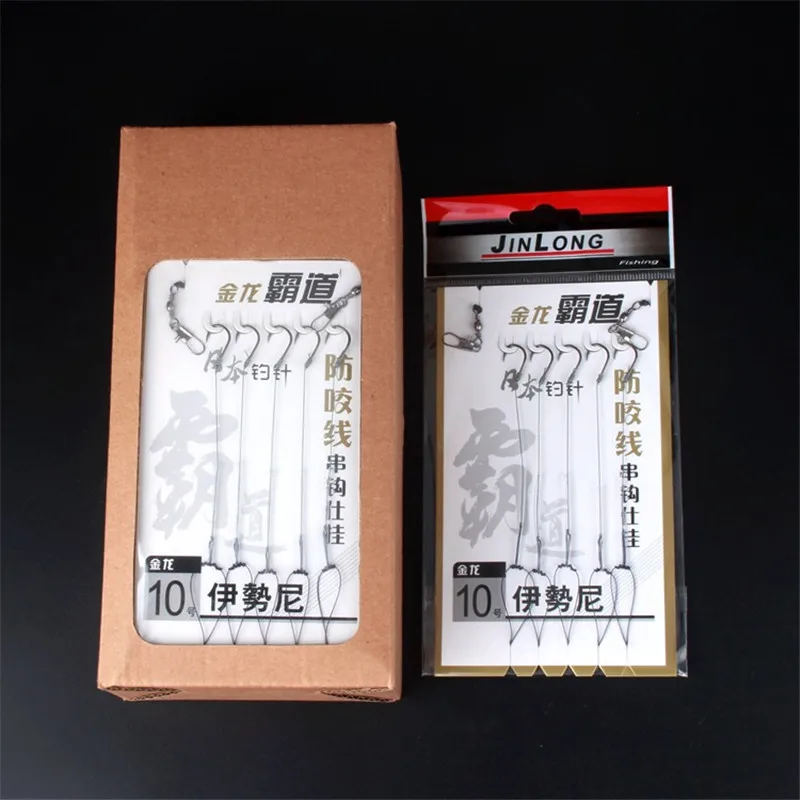 金龙 霸道
日本钓针
防咬线
串钩仕挂
霸道
金龙
10号 伊勢尼
JINLONG
Fishing
金龙 霸道
日本钓针
防咬线
串钩仕挂
霸道
金龙
10号 伊勢尼